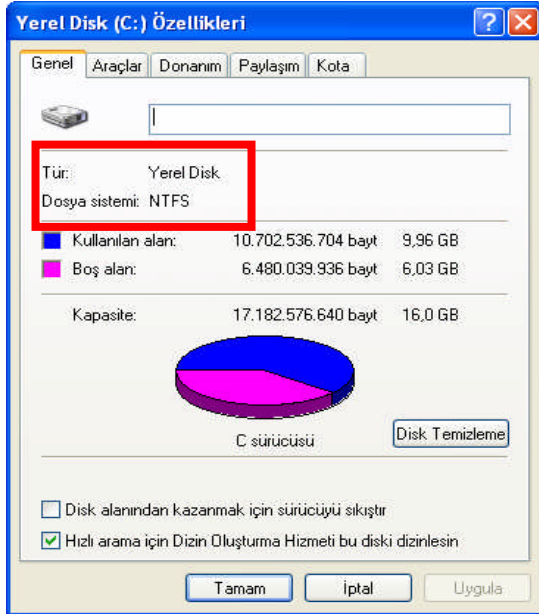 Yerel Disk (C:) Özellikleri
Genel Araçlar Donanım Paylaşım Kota
Tür: Yerel Disk
Dosya sistemi: NTFS
Kullanılan alan: 10.702.536.704 bayt 9,96 GB
Boş alan: 6.480.039.936 bayt 6,03 GB
Kapasite: 17.182.576.640 bayt 16,0 GB
C sürücüsü Disk Temizleme
Disk alanından kazanmak için sürücüyü sıkıştır
Hızlı arama için Dizin Oluşturma Hizmeti bu diski dizinlesin
Tamam İptal Uygula